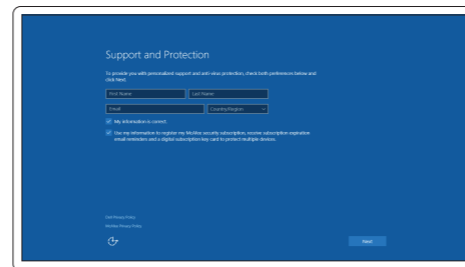 Support and Protection
To provide you with personalized support and anti-virus protection, check both preferences below and
click Next.
First Name
Last Name
Email
Country/Region
My information is correct.
Use my information to register my McAfee security subscription, receive subscription expiration
email reminders and a digital subscription key card to protect multiple devices.
Dell Privacy Policy
McAfee Privacy Policy
Next